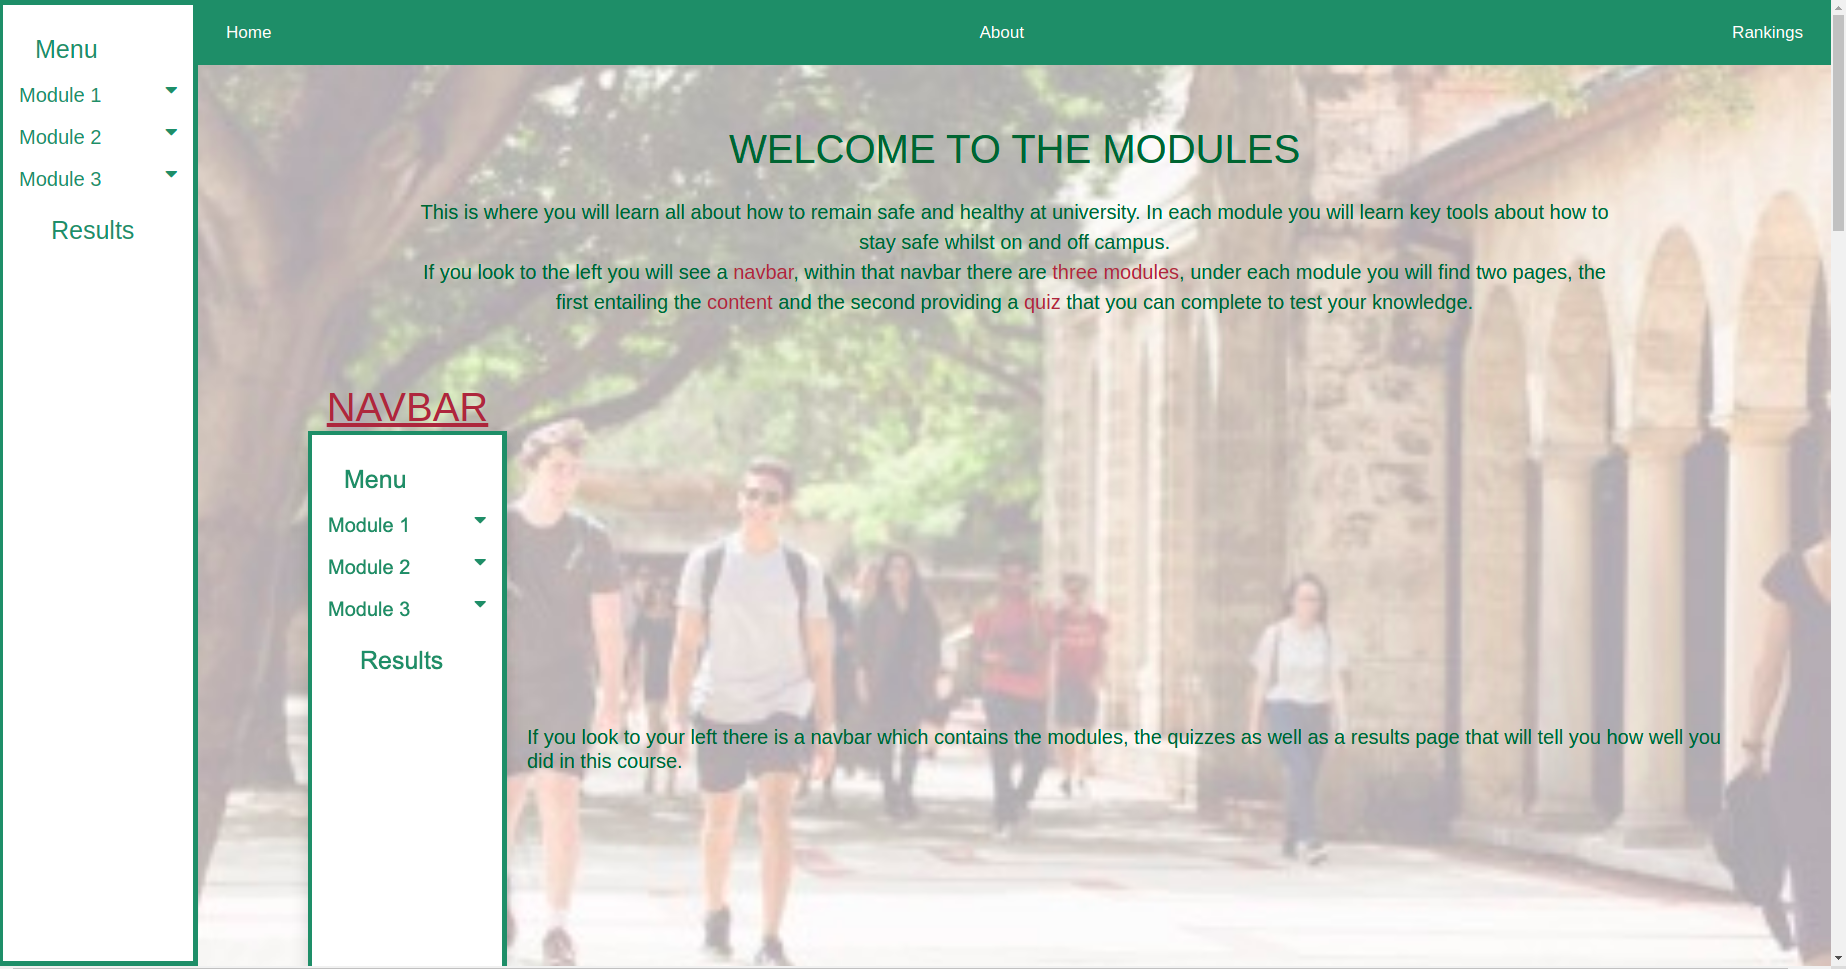 Home
About
Rankings
Menu
Module 1
Module 2
Module 3
Results
WELCOME TO THE MODULES
This is where you will learn all about how to remain safe and healthy at university. In each module you will learn key tools about how to
stay safe whilst on and off campus.
If you look to the left you will see a navbar, within that navbar there are three modules, under each module you will find two pages, the
first entailing the content and the second providing a quiz that you can complete to test your knowledge.
NAVBAR
Menu
Module 1
Module 2
Module 3
Results
If you look to your left there is a navbar which contains the modules, the quizzes as well as a results page that will tell you how well you
did in this course.